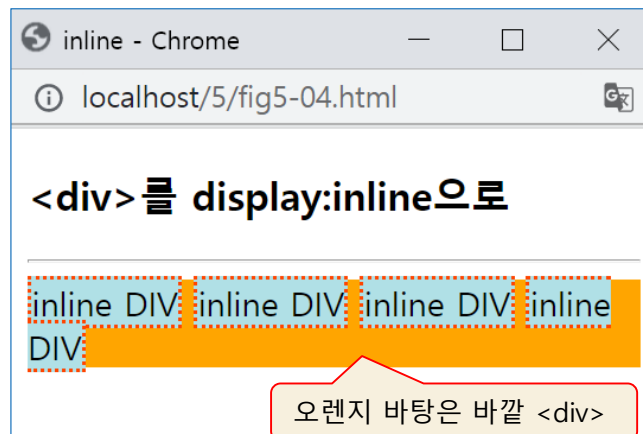 inline - Chrome
localhost/5/fig5-04.html
<div>를 display:inline으로
inline DIV inline DIV inline DIV inline
DIV
오렌지 바탕은 바깥 <div>